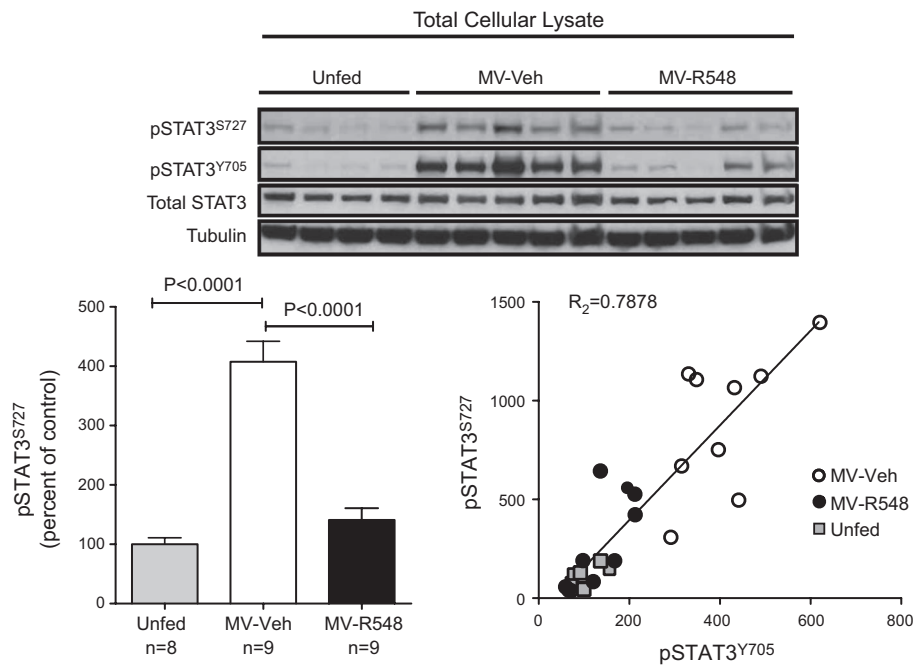 Total Cellular Lysate
Unfed MV-Veh MV-R548
pSTAT3S727
pSTAT3Y705
Total STAT3
Tubulin
P<0.0001
P<0.0001
pSTAT3S727
(percent of control)
500
400
300
200
100
0
Unfed MV-Veh MV-R548
n=8 n=9 n=9
R2=0.7878
pSTAT3S727
1500
1000
500
0
MV-Veh
MV-R548
Unfed
0 200 400 600 800
pSTAT3Y705